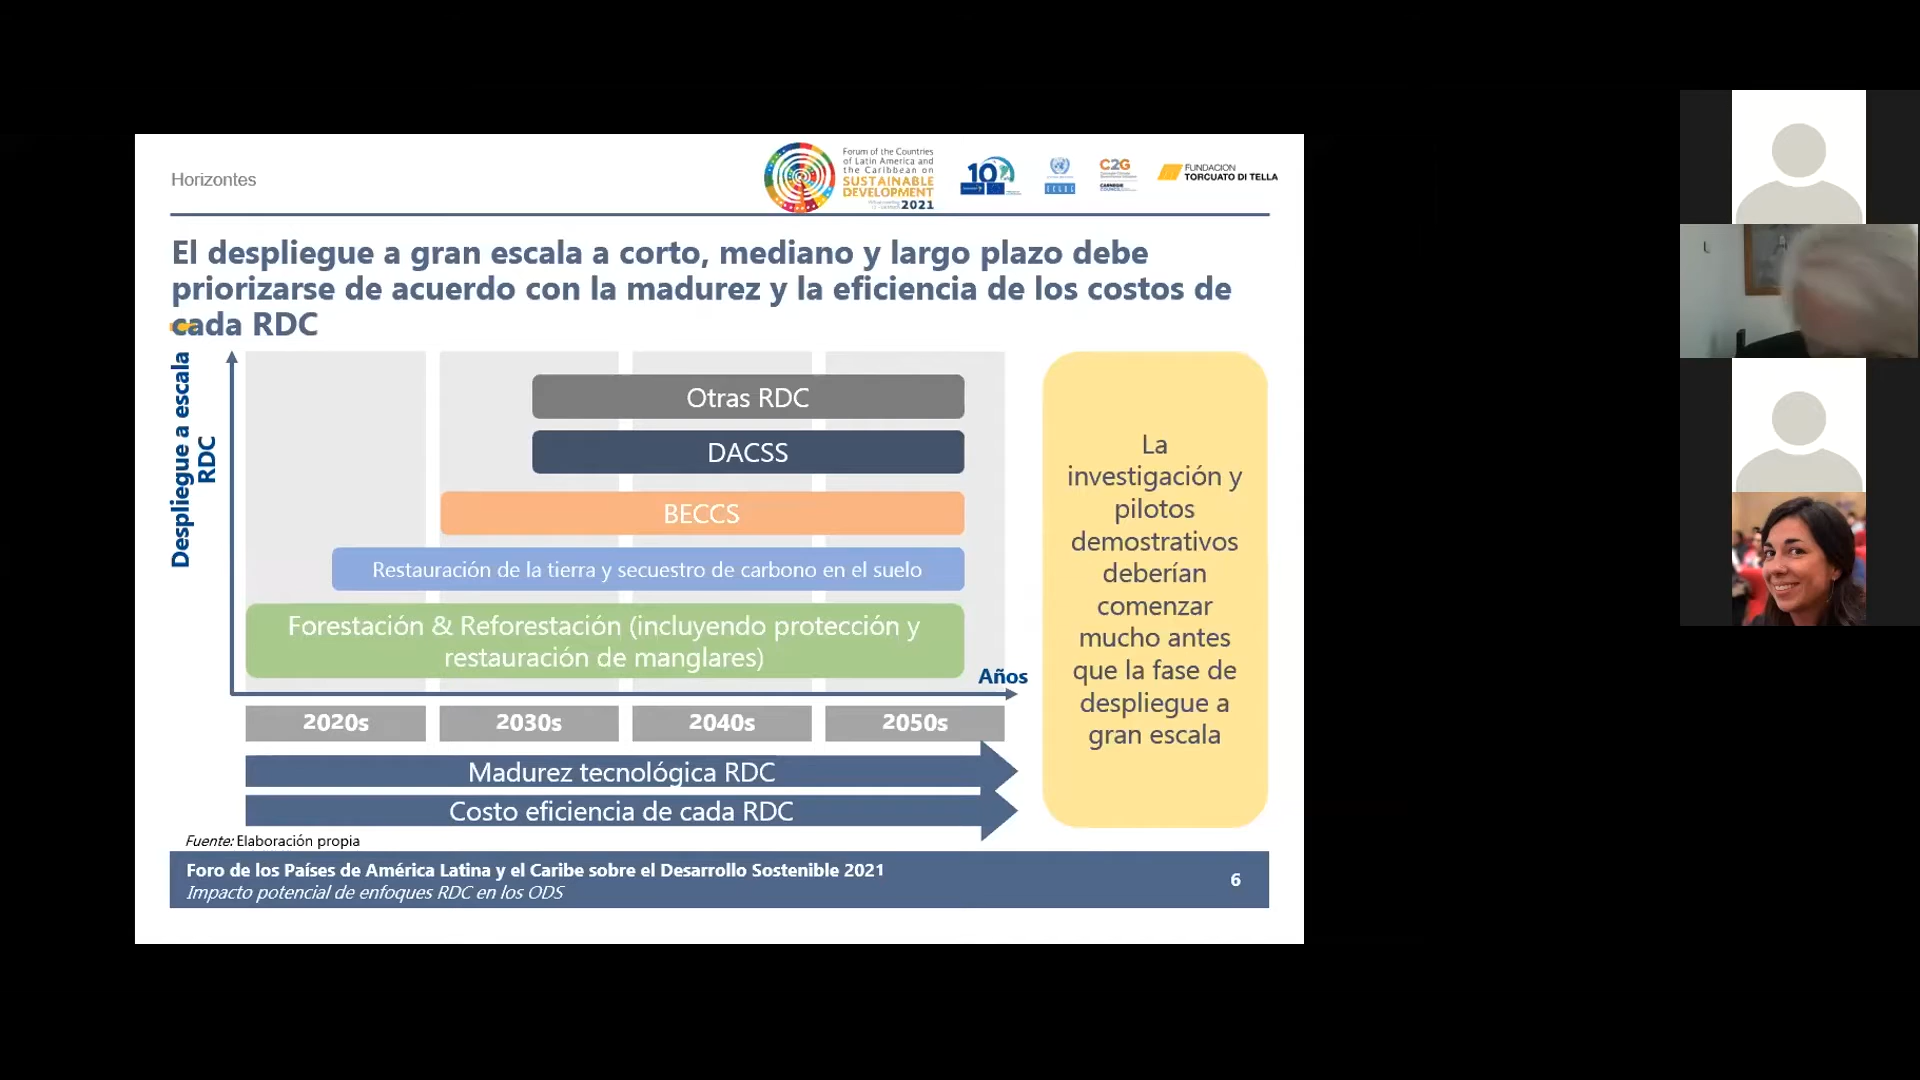 Horizontes
Forum of the Countries
of Latin America and
the Caribbean on
SUSTAINABLE
DEVELOPMENT
2021
10
C2G
CARNEGIE
COUNCIL
FUNDACION
TORCUATO DI TELLA
El despliegue a gran escala a corto, mediano y largo plazo debe
priorizarse de acuerdo con la madurez y la eficiencia de los costos de
cada RDC
Despliegue a escala
RDC
Otras RDC
DACSS
BECCS
Restauración de la tierra y secuestro de carbono en el suelo
Forestación & Reforestación (incluyendo protección y
restauración de manglares)
Años
2020s
2030s
2040s
2050s
Madurez tecnológica RDC
Costo eficiencia de cada RDC
La
investigación y
pilotos
demostrativos
deberían
comenzar
mucho antes
que la fase de
despliegue a
gran escala
Fuente: Elaboración propia
Foro de los Países de América Latina y el Caribe sobre el Desarrollo Sostenible 2021
Impacto potencial de enfoques RDC en los ODS
6